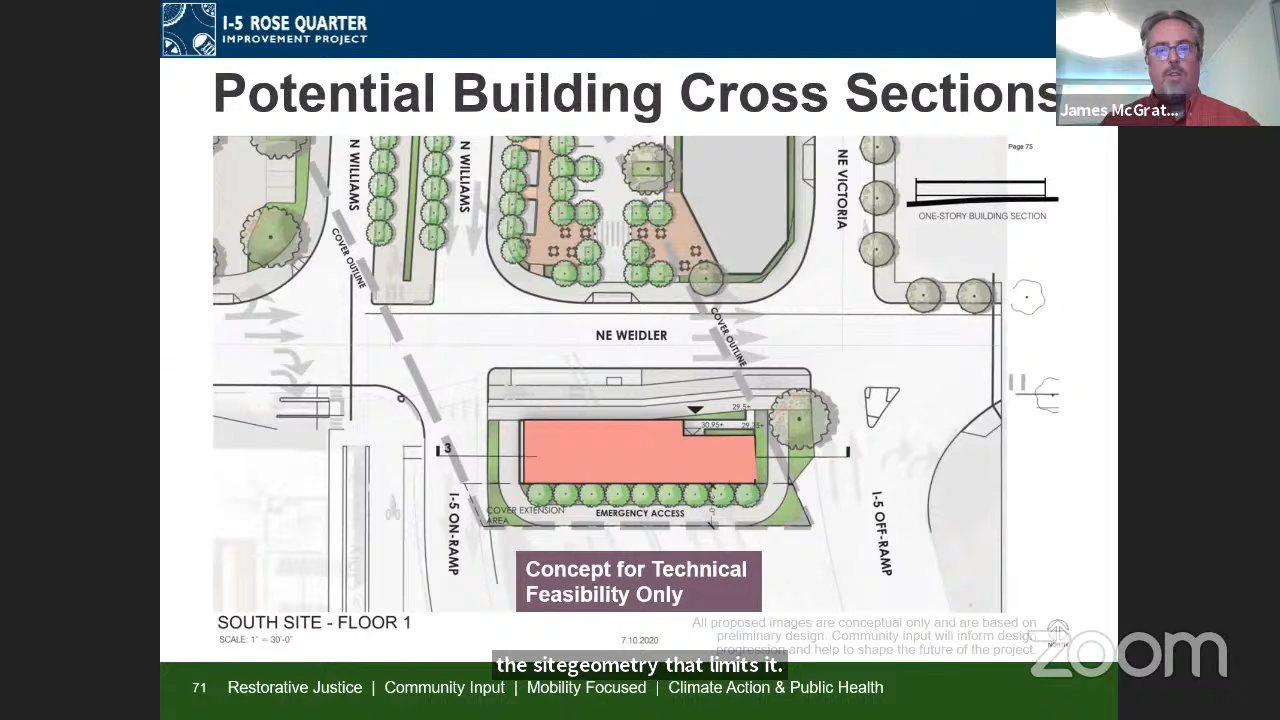 I-5 ROSE QUARTER
IMPROVEMENT PROJECT
Potential Building Cross Sections
James McGrat...
Page 75
N WILLIAMS
N WILLIAMS
NE VICTORIA
ONE-STORY BUILDING SECTION
COVER OUTLINE
COVER OUTLINE
NE WEIDLER
29.5+
30.95+
3
I-5 ON-RAMP
COVER EXTENSION
AREA
EMERGENCY ACCESS
I-5 OFF-RAMP
Concept for Technical
Feasibility Only
SOUTH SITE - FLOOR 1
SCALE: 1" = 30'-0"
7.10.2020
All proposed images are conceptual only and are based on
preliminary design. Community input will inform design
progression and help to shape the future of the project.
NORTH
zoom
the sitegeometry that limits it.
71 Restorative Justice | Community Input | Mobility Focused | Climate Action & Public Health